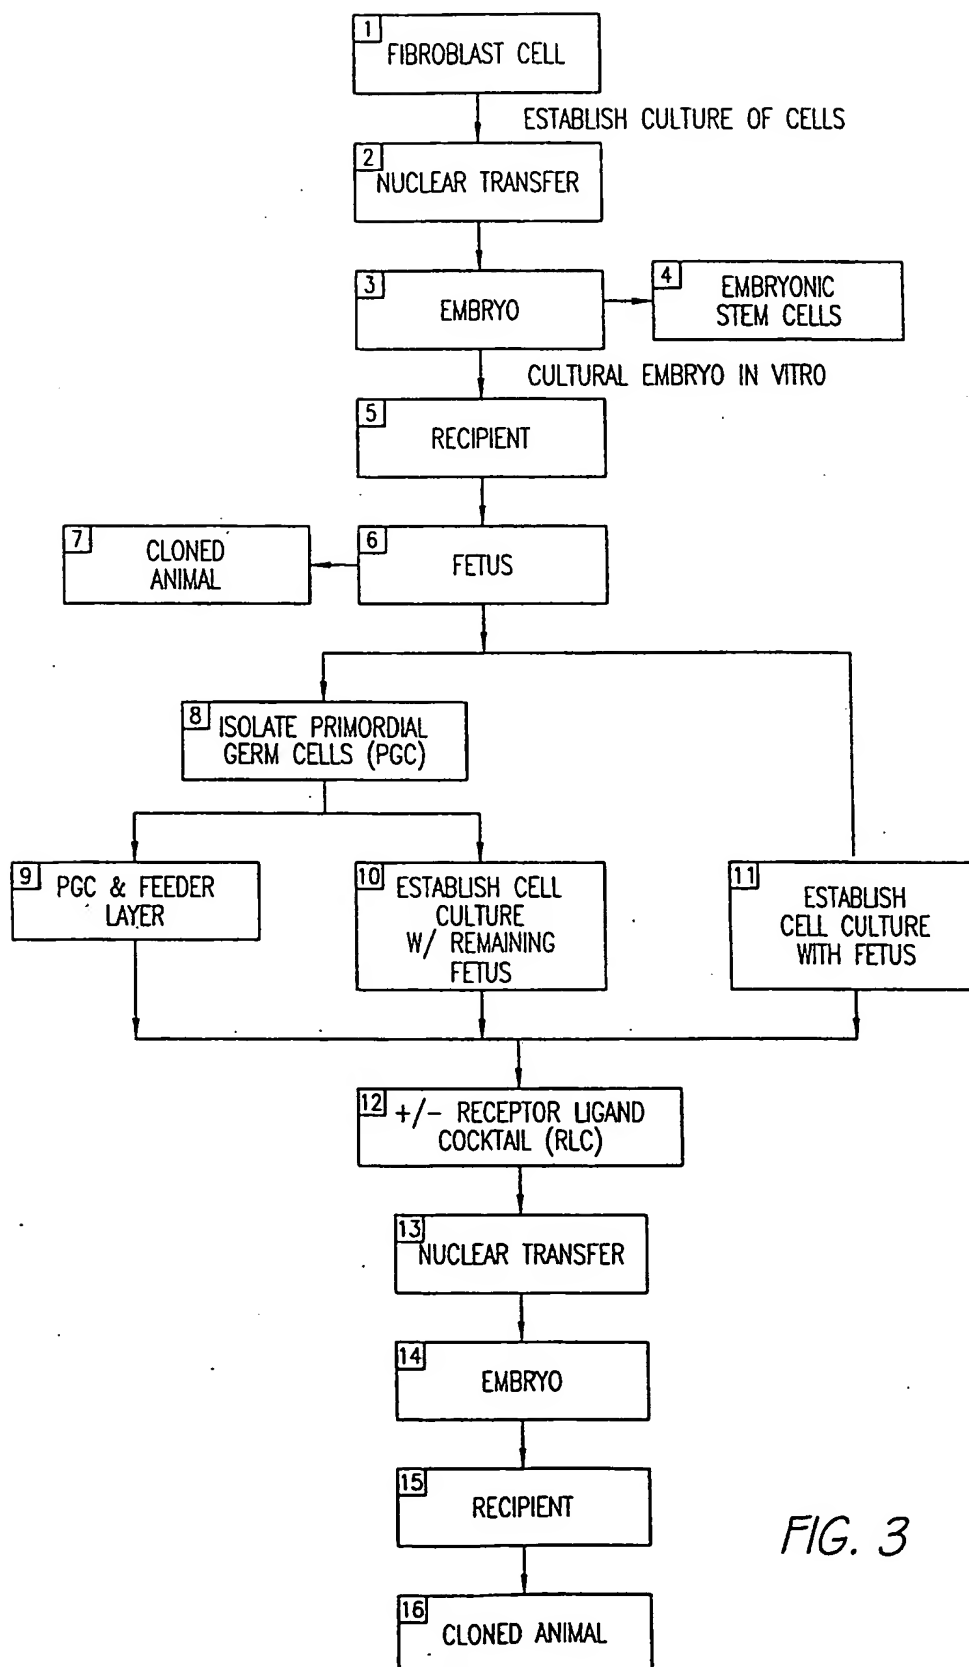 1
FIBROBLAST CELL
ESTABLISH CULTURE OF CELLS
2
NUCLEAR TRANSFER
3
EMBRYO
4
EMBRYONIC
STEM CELLS
CULTURAL EMBRYO IN VITRO
5
RECIPIENT
7
CLONED
ANIMAL
6
FETUS
8
ISOLATE PRIMORDIAL
GERM CELLS (PGC)
9
PGC & FEEDER
LAYER
10
ESTABLISH CELL
CULTURE
W/ REMAINING
FETUS
11
ESTABLISH
CELL CULTURE
WITH FETUS
12
+/- RECEPTOR LIGAND
COCKTAIL (RLC)
13
NUCLEAR TRANSFER
14
EMBRYO
15
RECIPIENT
16
CLONED ANIMAL
FIG. 3